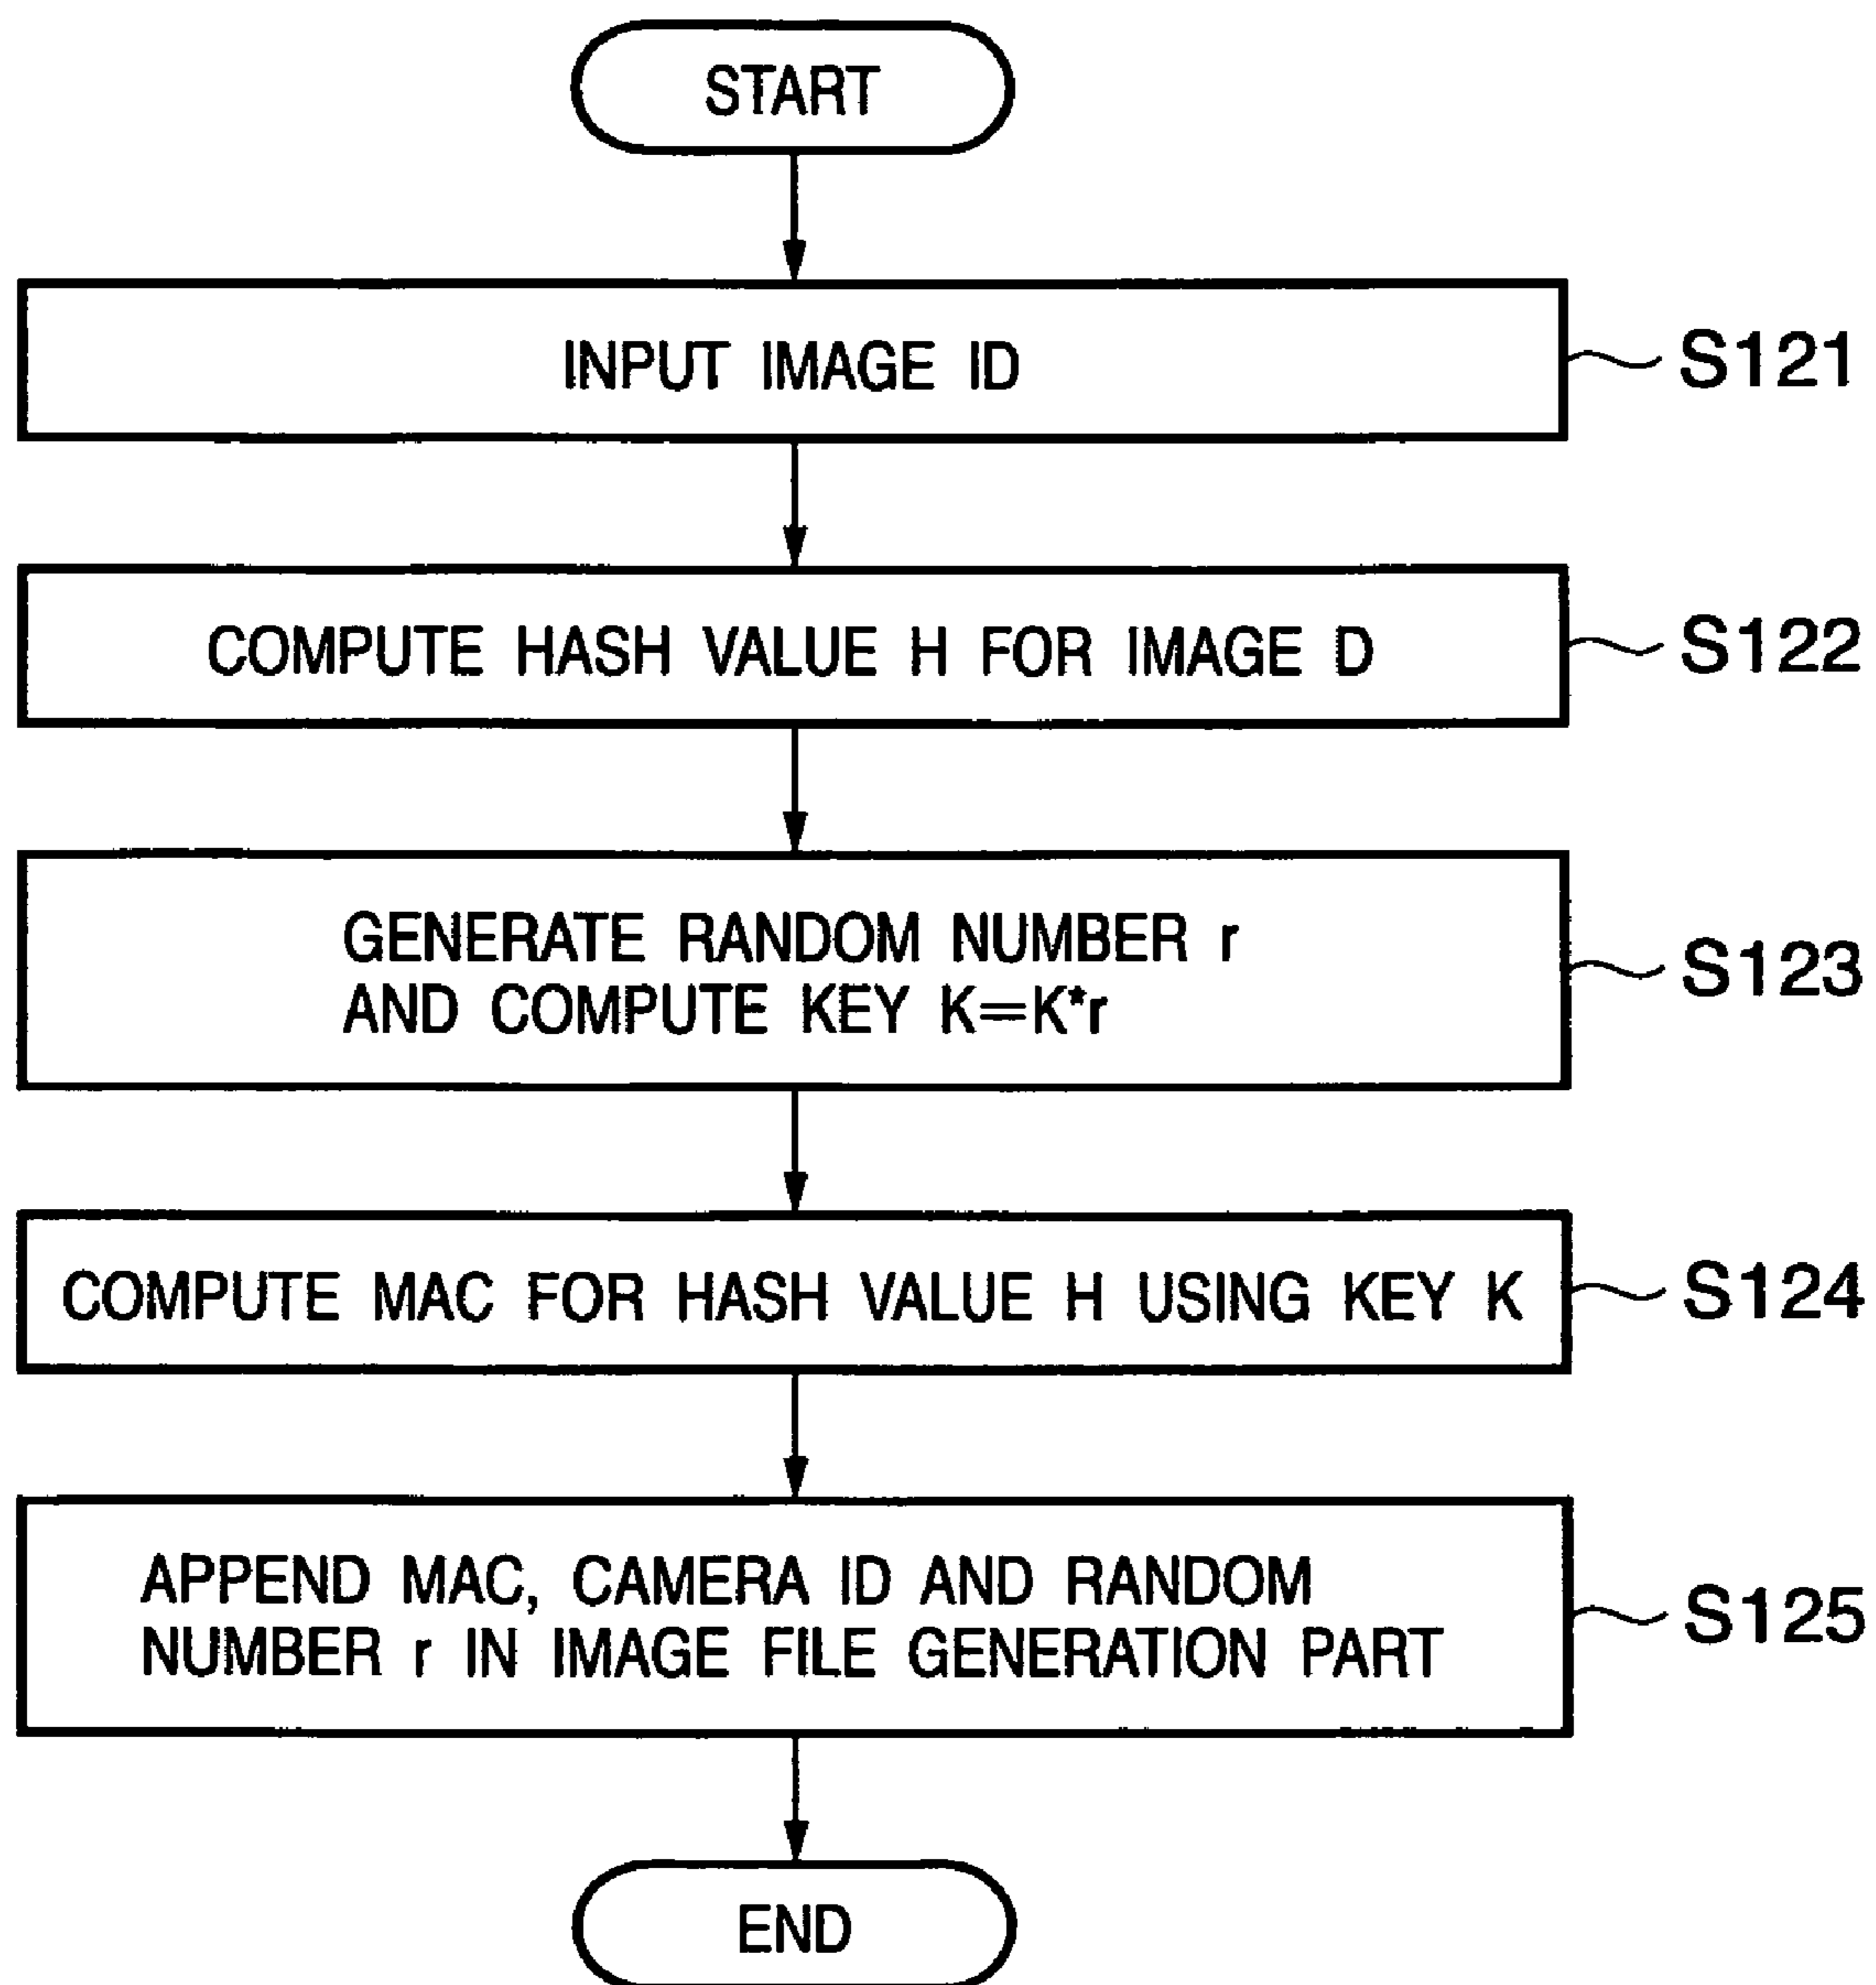 START
INPUT IMAGE ID
S121
COMPUTE HASH VALUE H FOR IMAGE D
S122
GENERATE RANDOM NUMBER r
AND COMPUTE KEY K=K*r
S123
COMPUTE MAC FOR HASH VALUE H USING KEY K
S124
APPEND MAC, CAMERA ID AND RANDOM
NUMBER r IN IMAGE FILE GENERATION PART
S125
END